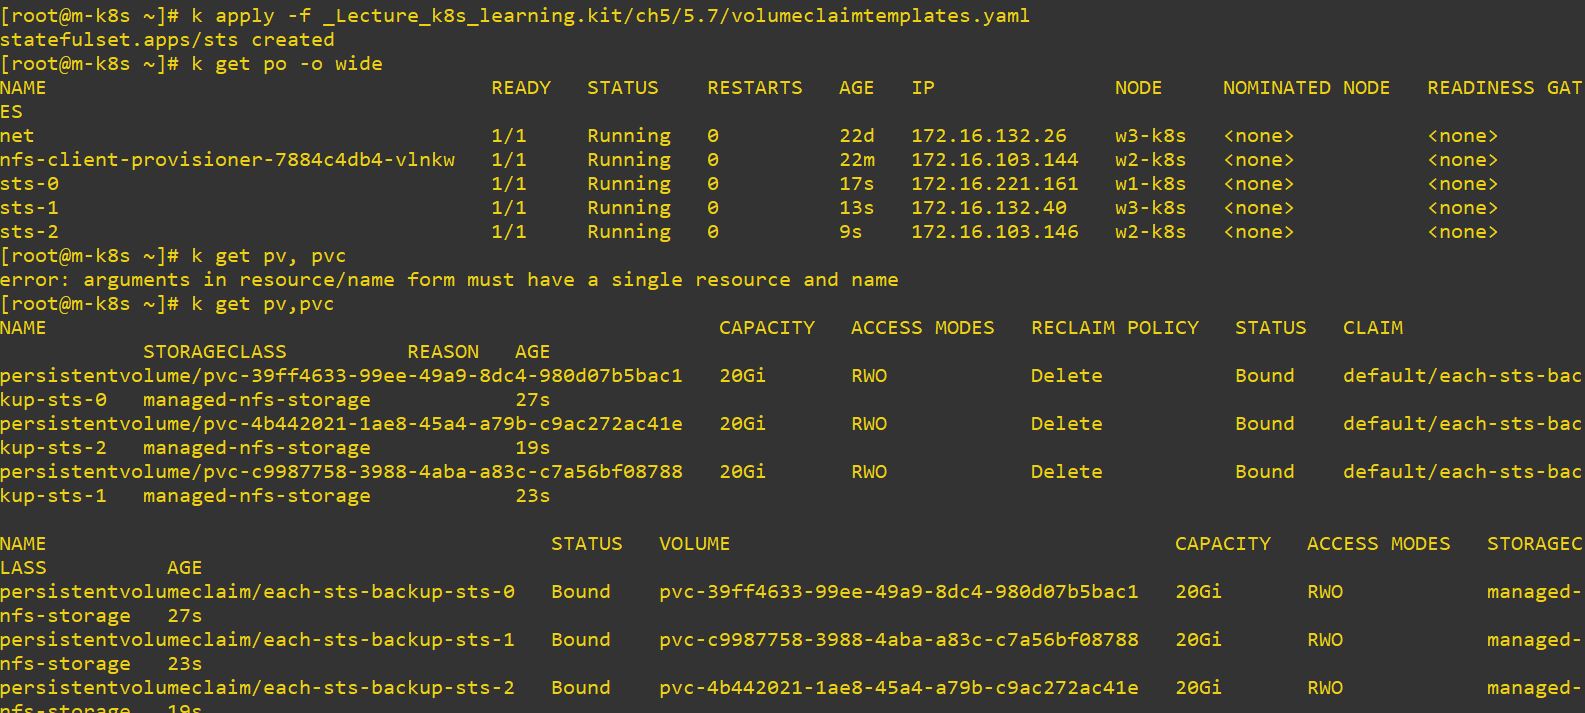 [root@m-k8s ~]# k apply -f _Lecture_k8s_learning.kit/ch5/5.7/volumeclaimtemplates.yaml
statefulset.apps/sts created
[root@m-k8s ~]# k get po -o wide
NAME                                     READY   STATUS    RESTARTS   AGE   IP               NODE     NOMINATED NODE   READINESS GAT
ES
net                                      1/1     Running   0          22d   172.16.132.26    w3-k8s   <none>           <none>
nfs-client-provisioner-7884c4db4-vlnkw   1/1     Running   0          22m   172.16.103.144   w2-k8s   <none>           <none>
sts-0                                    1/1     Running   0          17s   172.16.221.161   w1-k8s   <none>           <none>
sts-1                                    1/1     Running   0          13s   172.16.132.40    w3-k8s   <none>           <none>
sts-2                                    1/1     Running   0          9s    172.16.103.146   w2-k8s   <none>           <none>
[root@m-k8s ~]# k get pv, pvc
error: arguments in resource/name form must have a single resource and name
[root@m-k8s ~]# k get pv,pvc
NAME                                                        CAPACITY   ACCESS MODES   RECLAIM POLICY   STATUS   CLAIM
            STORAGECLASS          REASON   AGE
persistentvolume/pvc-39ff4633-99ee-49a9-8dc4-980d07b5bac1   20Gi       RWO            Delete           Bound    default/each-sts-bac
kup-sts-0   managed-nfs-storage            27s
persistentvolume/pvc-4b442021-1ae8-45a4-a79b-c9ac272ac41e   20Gi       RWO            Delete           Bound    default/each-sts-bac
kup-sts-2   managed-nfs-storage            19s
persistentvolume/pvc-c9987758-3988-4aba-a83c-c7a56bf08788   20Gi       RWO            Delete           Bound    default/each-sts-bac
kup-sts-1   managed-nfs-storage            23s
NAME                                          STATUS   VOLUME                                     CAPACITY   ACCESS MODES   STORAGEC
LASS          AGE
persistentvolumeclaim/each-sts-backup-sts-0   Bound    pvc-39ff4633-99ee-49a9-8dc4-980d07b5bac1   20Gi       RWO            managed-
nfs-storage   27s
persistentvolumeclaim/each-sts-backup-sts-1   Bound    pvc-c9987758-3988-4aba-a83c-c7a56bf08788   20Gi       RWO            managed-
nfs-storage   23s
persistentvolumeclaim/each-sts-backup-sts-2   Bound    pvc-4b442021-1ae8-45a4-a79b-c9ac272ac41e   20Gi       RWO            managed-
nfs-storage   19s